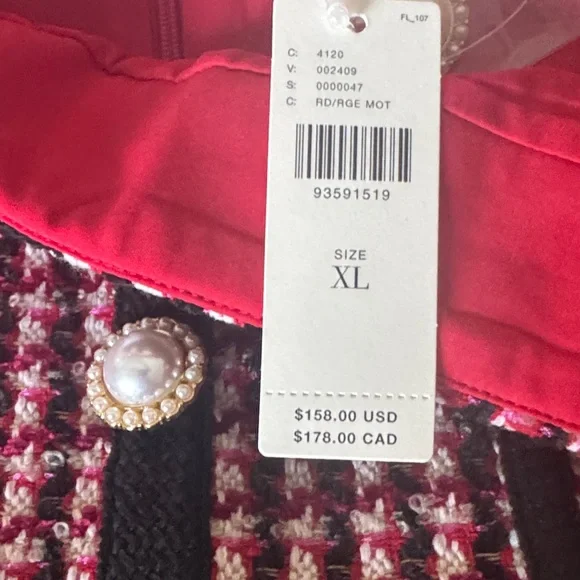 FL_107
C: 4120
V: 002409
S: 0000047
C: RD/RGE MOT
93591519
SIZE
XL
$158.00 USD
$178.00 CAD